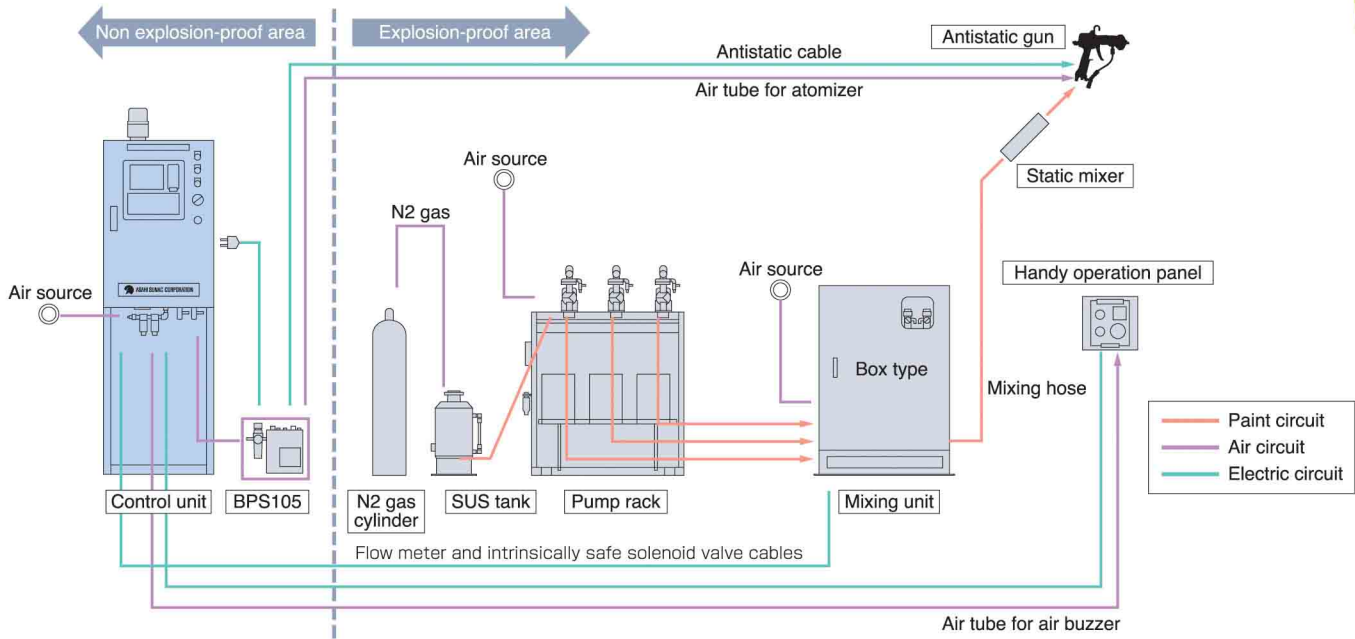 Non explosion-proof area
Explosion-proof area
Antistatic gun
Antistatic cable
Air tube for atomizer
Air source
Static mixer
N2 gas
Air source
Handy operation panel
Air source
ASAHI SUNAC CORPORATION
Box type
Mixing hose
Paint circuit
Air circuit
Electric circuit
Control unit
BPS105
N2 gas
cylinder
SUS tank
Pump rack
Mixing unit
Flow meter and intrinsically safe solenoid valve cables
Air tube for air buzzer